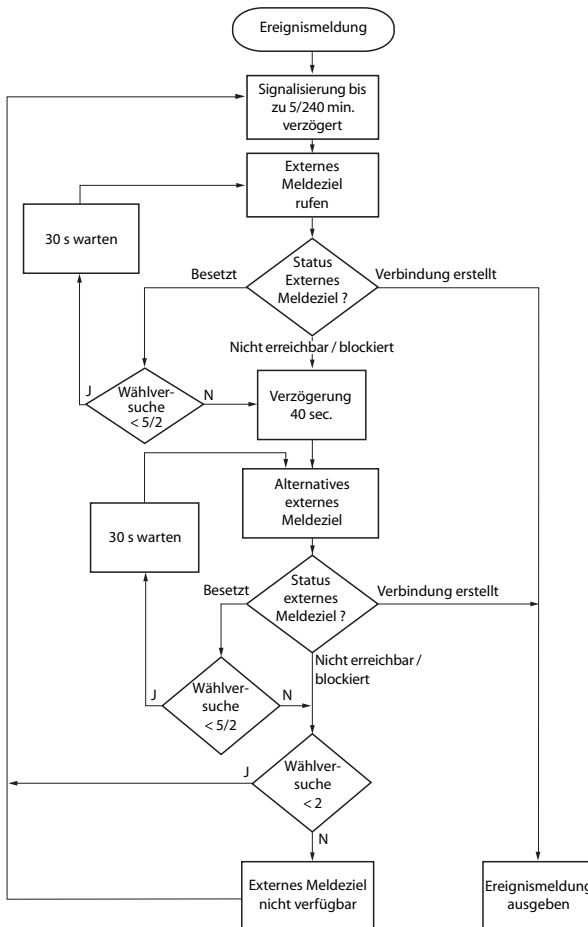 Ereignismeldung
Signalisierung bis
zu 5/240 min.
verzögert
Externes
Meldeziel
rufen
30 s warten
Besetzt
Status
Externes
Meldeziel ?
Verbindung erstellt
Nicht erreichbar / blockiert
J
Wählver-
suche
< 5/2
N
Verzögerung
40 sec.
Alternatives
externes
Meldeziel
30 s warten
Besetzt
Status
externes
Meldeziel ?
Verbindung erstellt
Nicht erreichbar /
blockiert
J
Wählver-
suche
< 5/2
N
J
Wählver-
suche
< 2
N
Externes Meldeziel
nicht verfügbar
Ereignismeldung
ausgeben